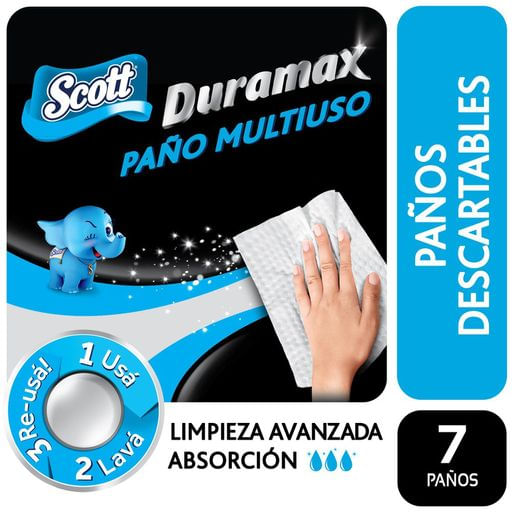 Scott
Duramax
PAÑO MULTIUSO
1 Usá
2 Lavá
3 Re-usá!
LIMPIEZA AVANZADA
ABSORCIÓN
PAÑOS
DESCARTABLES
7
PAÑOS